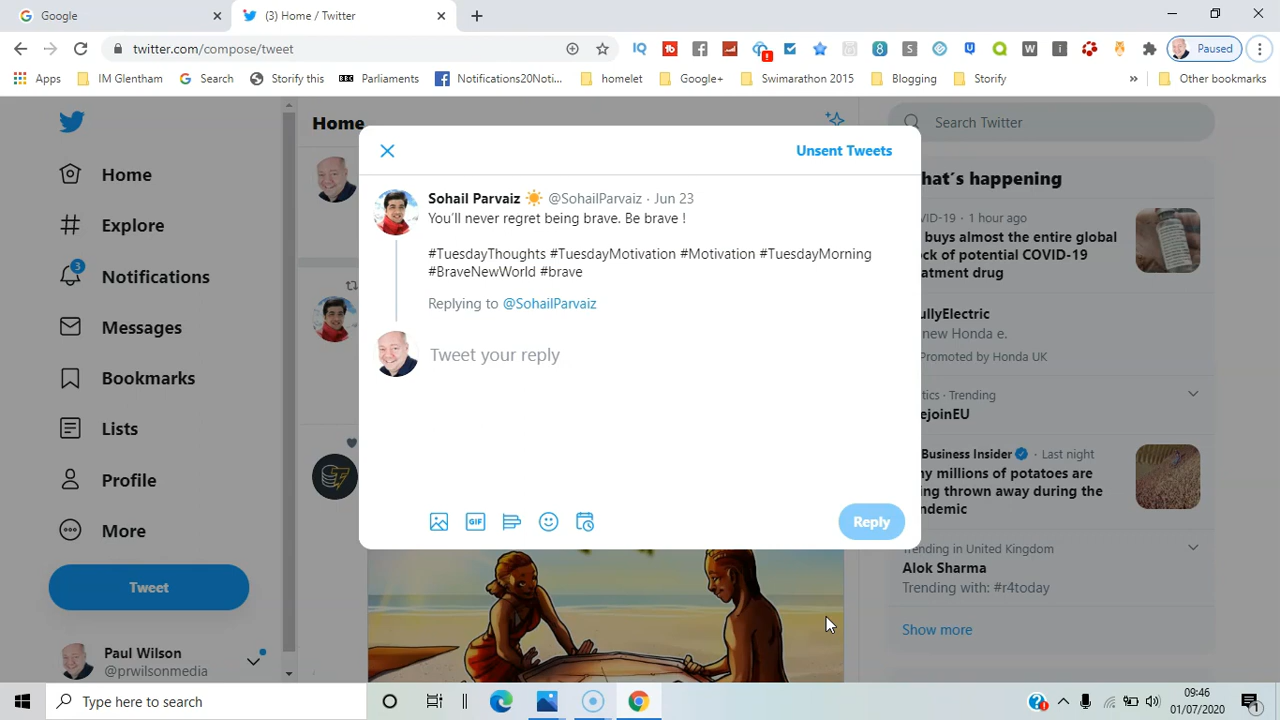 Google
(3) Home / Twitter
twitter.com/compose/tweet
Paused
Apps
IM Glentham
Search
Storify this
Parliaments
Notifications20Noti...
homelet
Google+
Swimarathon 2015
Blogging
Storify
»
Other bookmarks
Home
Explore
3
Notifications
Messages
Bookmarks
Lists
Profile
More
Tweet
Paul Wilson
@prwilsonmedia
Home
Unsent Tweets
Sohail Parvaiz ☀️ @SohailParvaiz · Jun 23
You'll never regret being brave. Be brave !
#TuesdayThoughts #TuesdayMotivation #Motivation #TuesdayMorning
#BraveNewWorld #brave
Replying to @SohailParvaiz
Tweet your reply
GIF
Reply
Search Twitter
hat's happening
VID-19 · 1 hour ago
buys almost the entire global
ck of potential COVID-19
atment drug
ullyElectric
new Honda e.
Promoted by Honda UK
tics · Trending
ejoinEU
Business Insider · Last night
ny millions of potatoes are
ing thrown away during the
ndemic
Trending in United Kingdom
Alok Sharma
Trending with: #r4today
Show more
Type here to search
09:46
01/07/2020
1